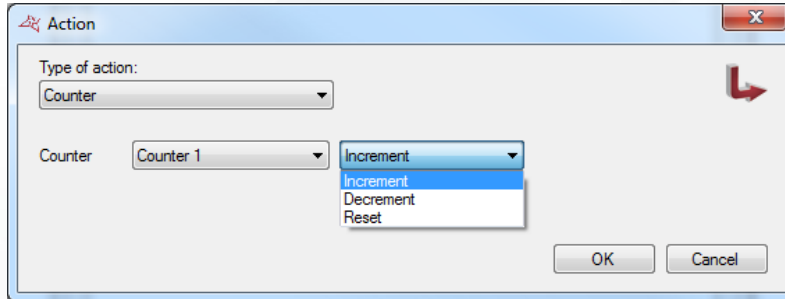 Action
Type of action:
Counter
Counter Counter 1 Increment
Increment
Decrement
Reset
OK Cancel